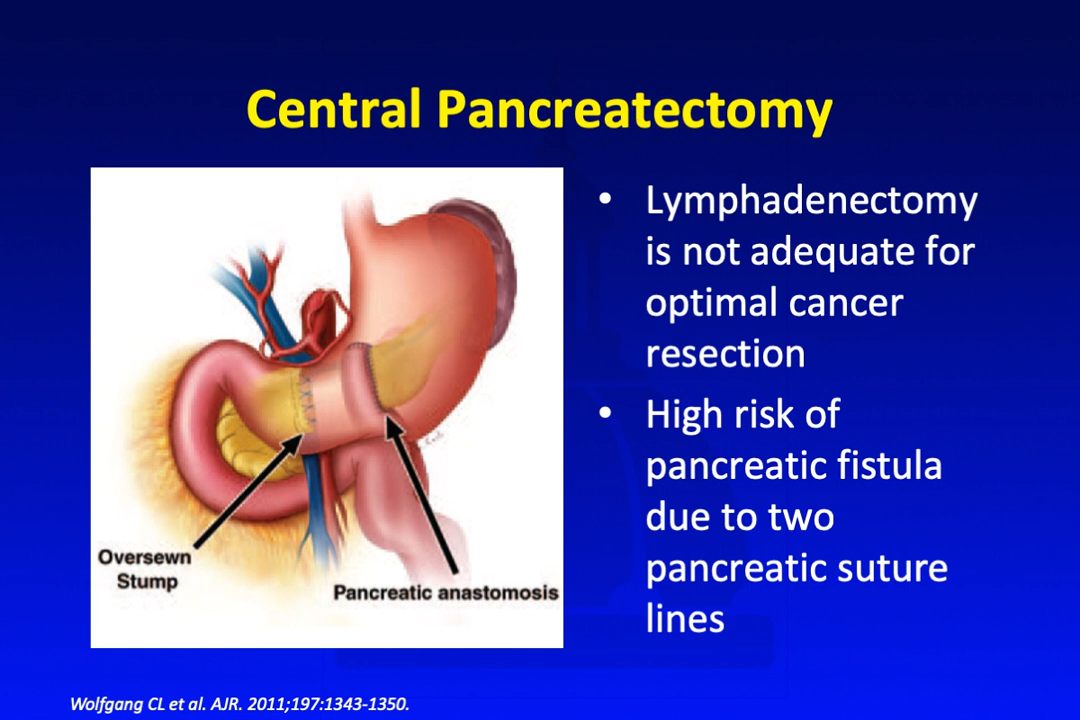 Central Pancreatectomy
Oversewn
Stump
Pancreatic anastomosis
• Lymphadenectomy
is not adequate for
optimal cancer
resection
• High risk of
pancreatic fistula
due to two
pancreatic suture
lines
Wolfgang CL et al. AJR. 2011;197:1343-1350.